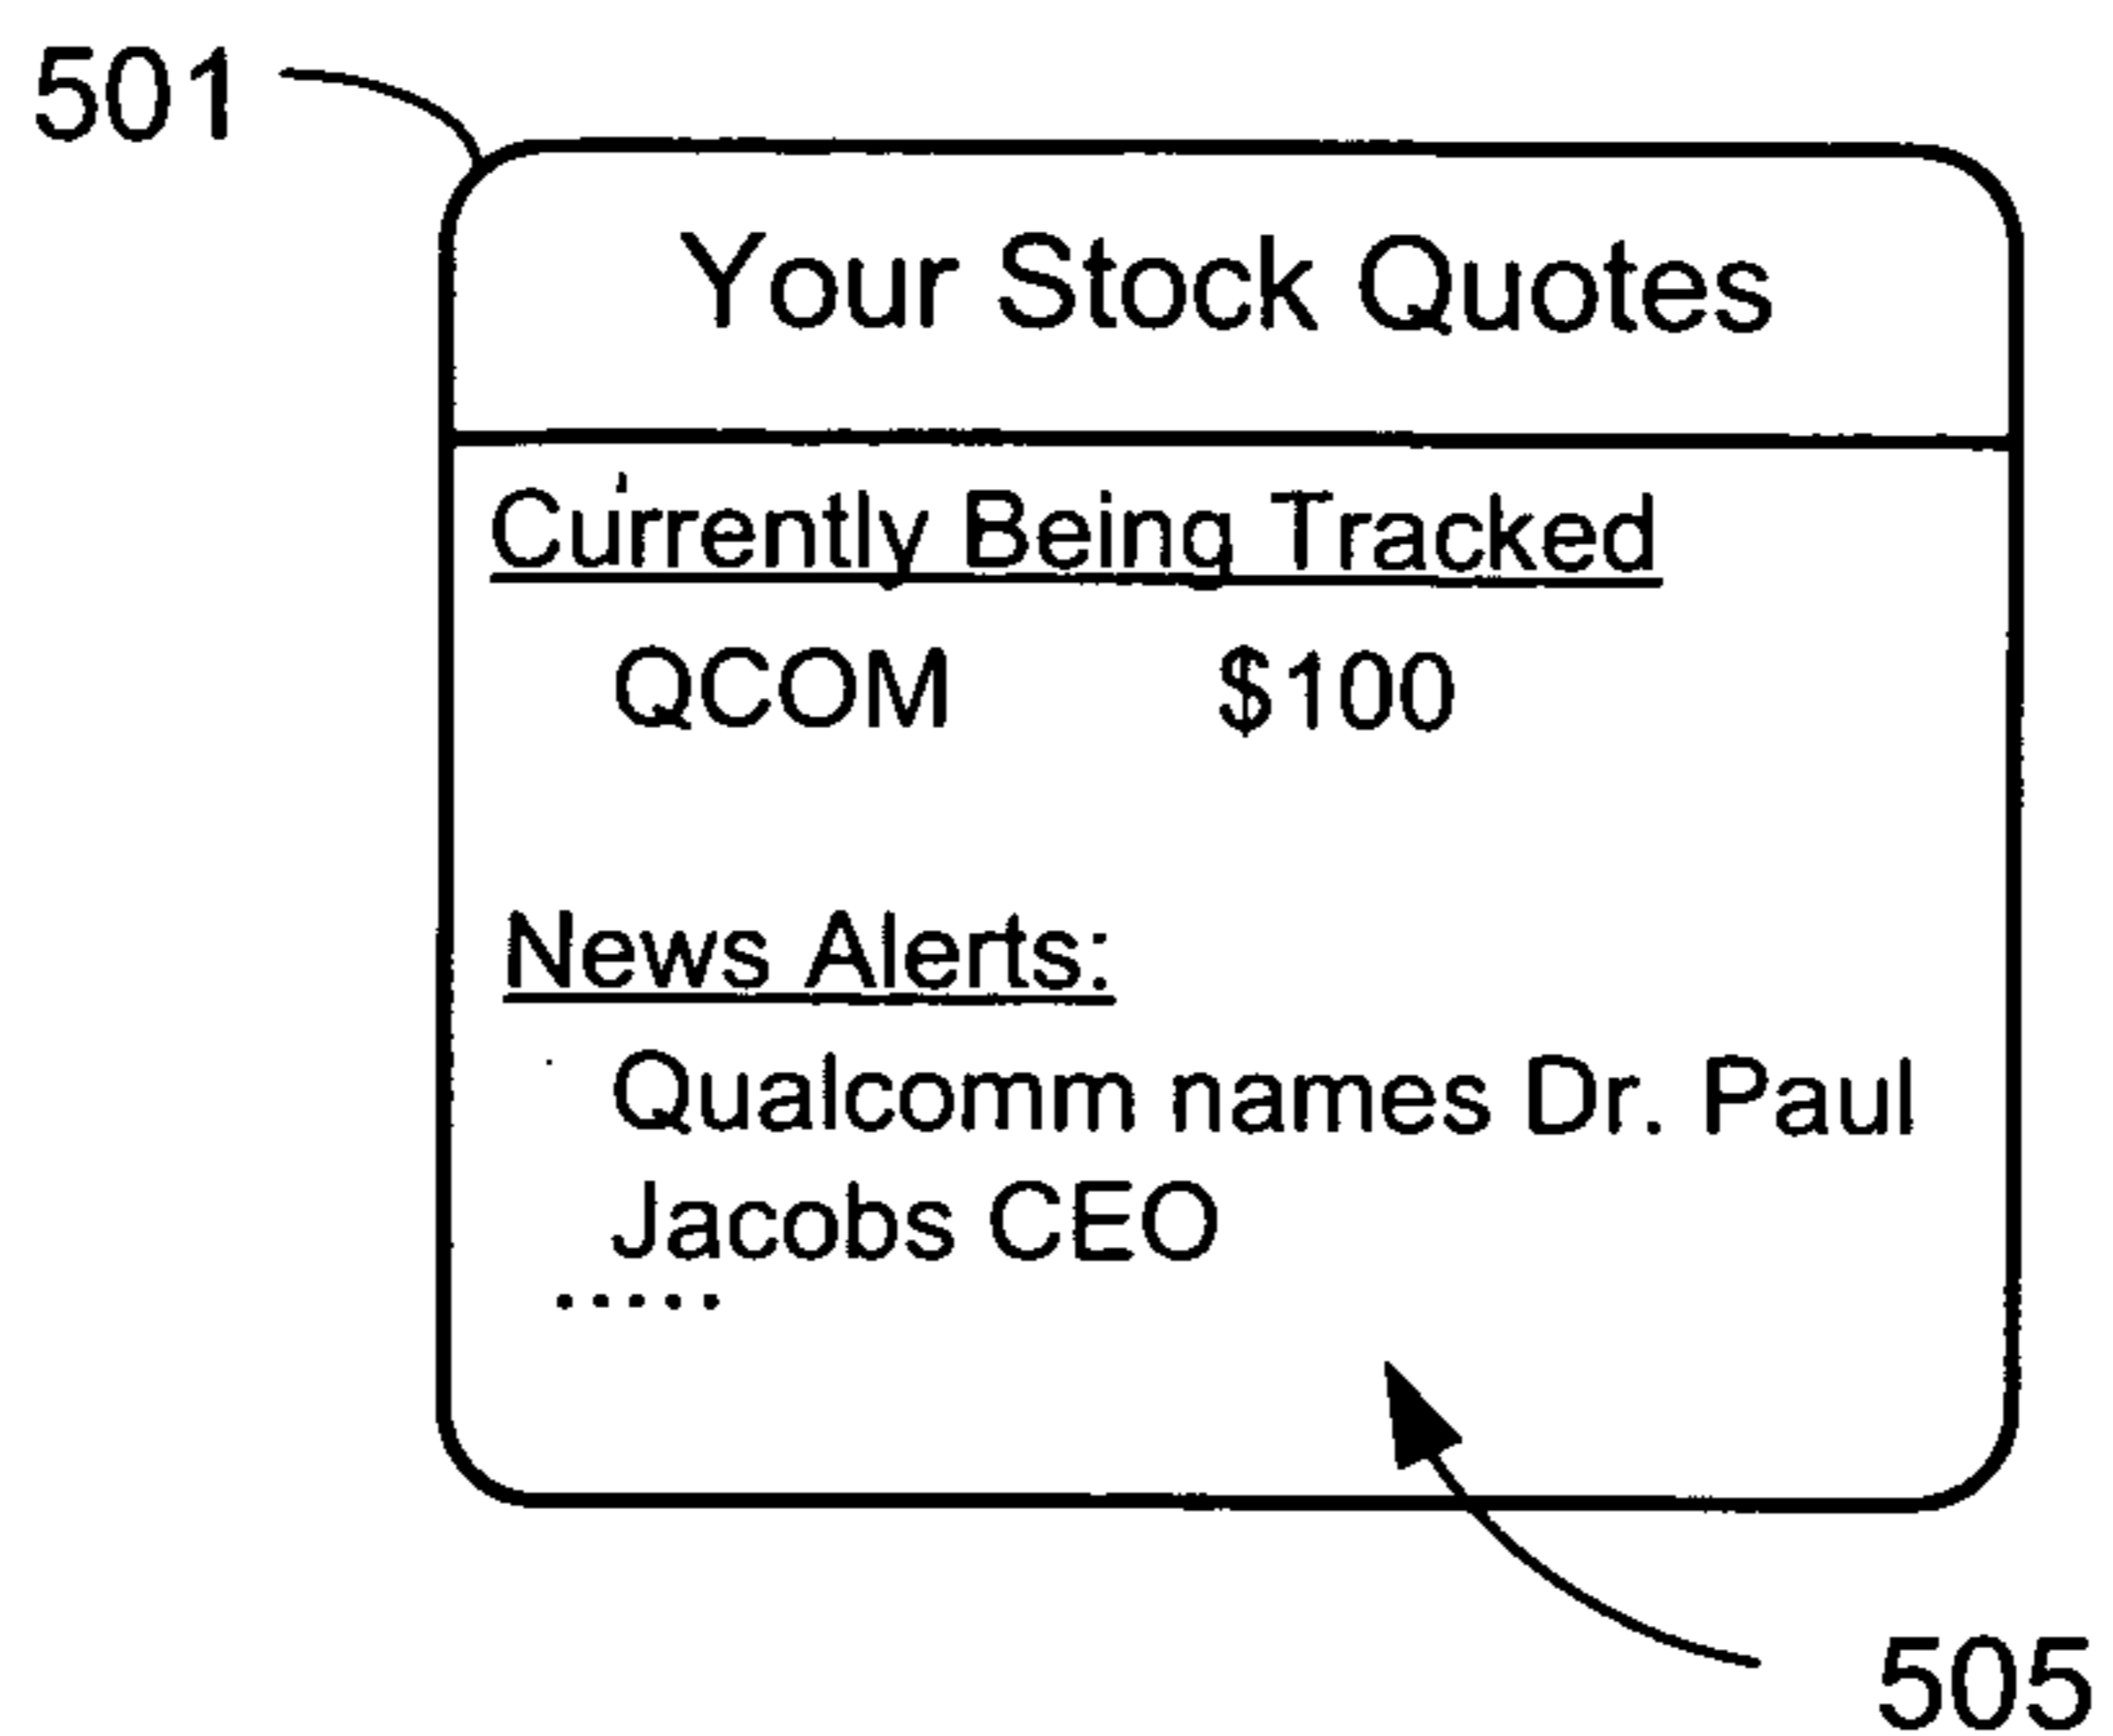 501
Your Stock Quotes
Currently Being Tracked
QCOM $100
News Alerts:
Qualcomm names Dr. Paul
Jacobs CEO
.....
505